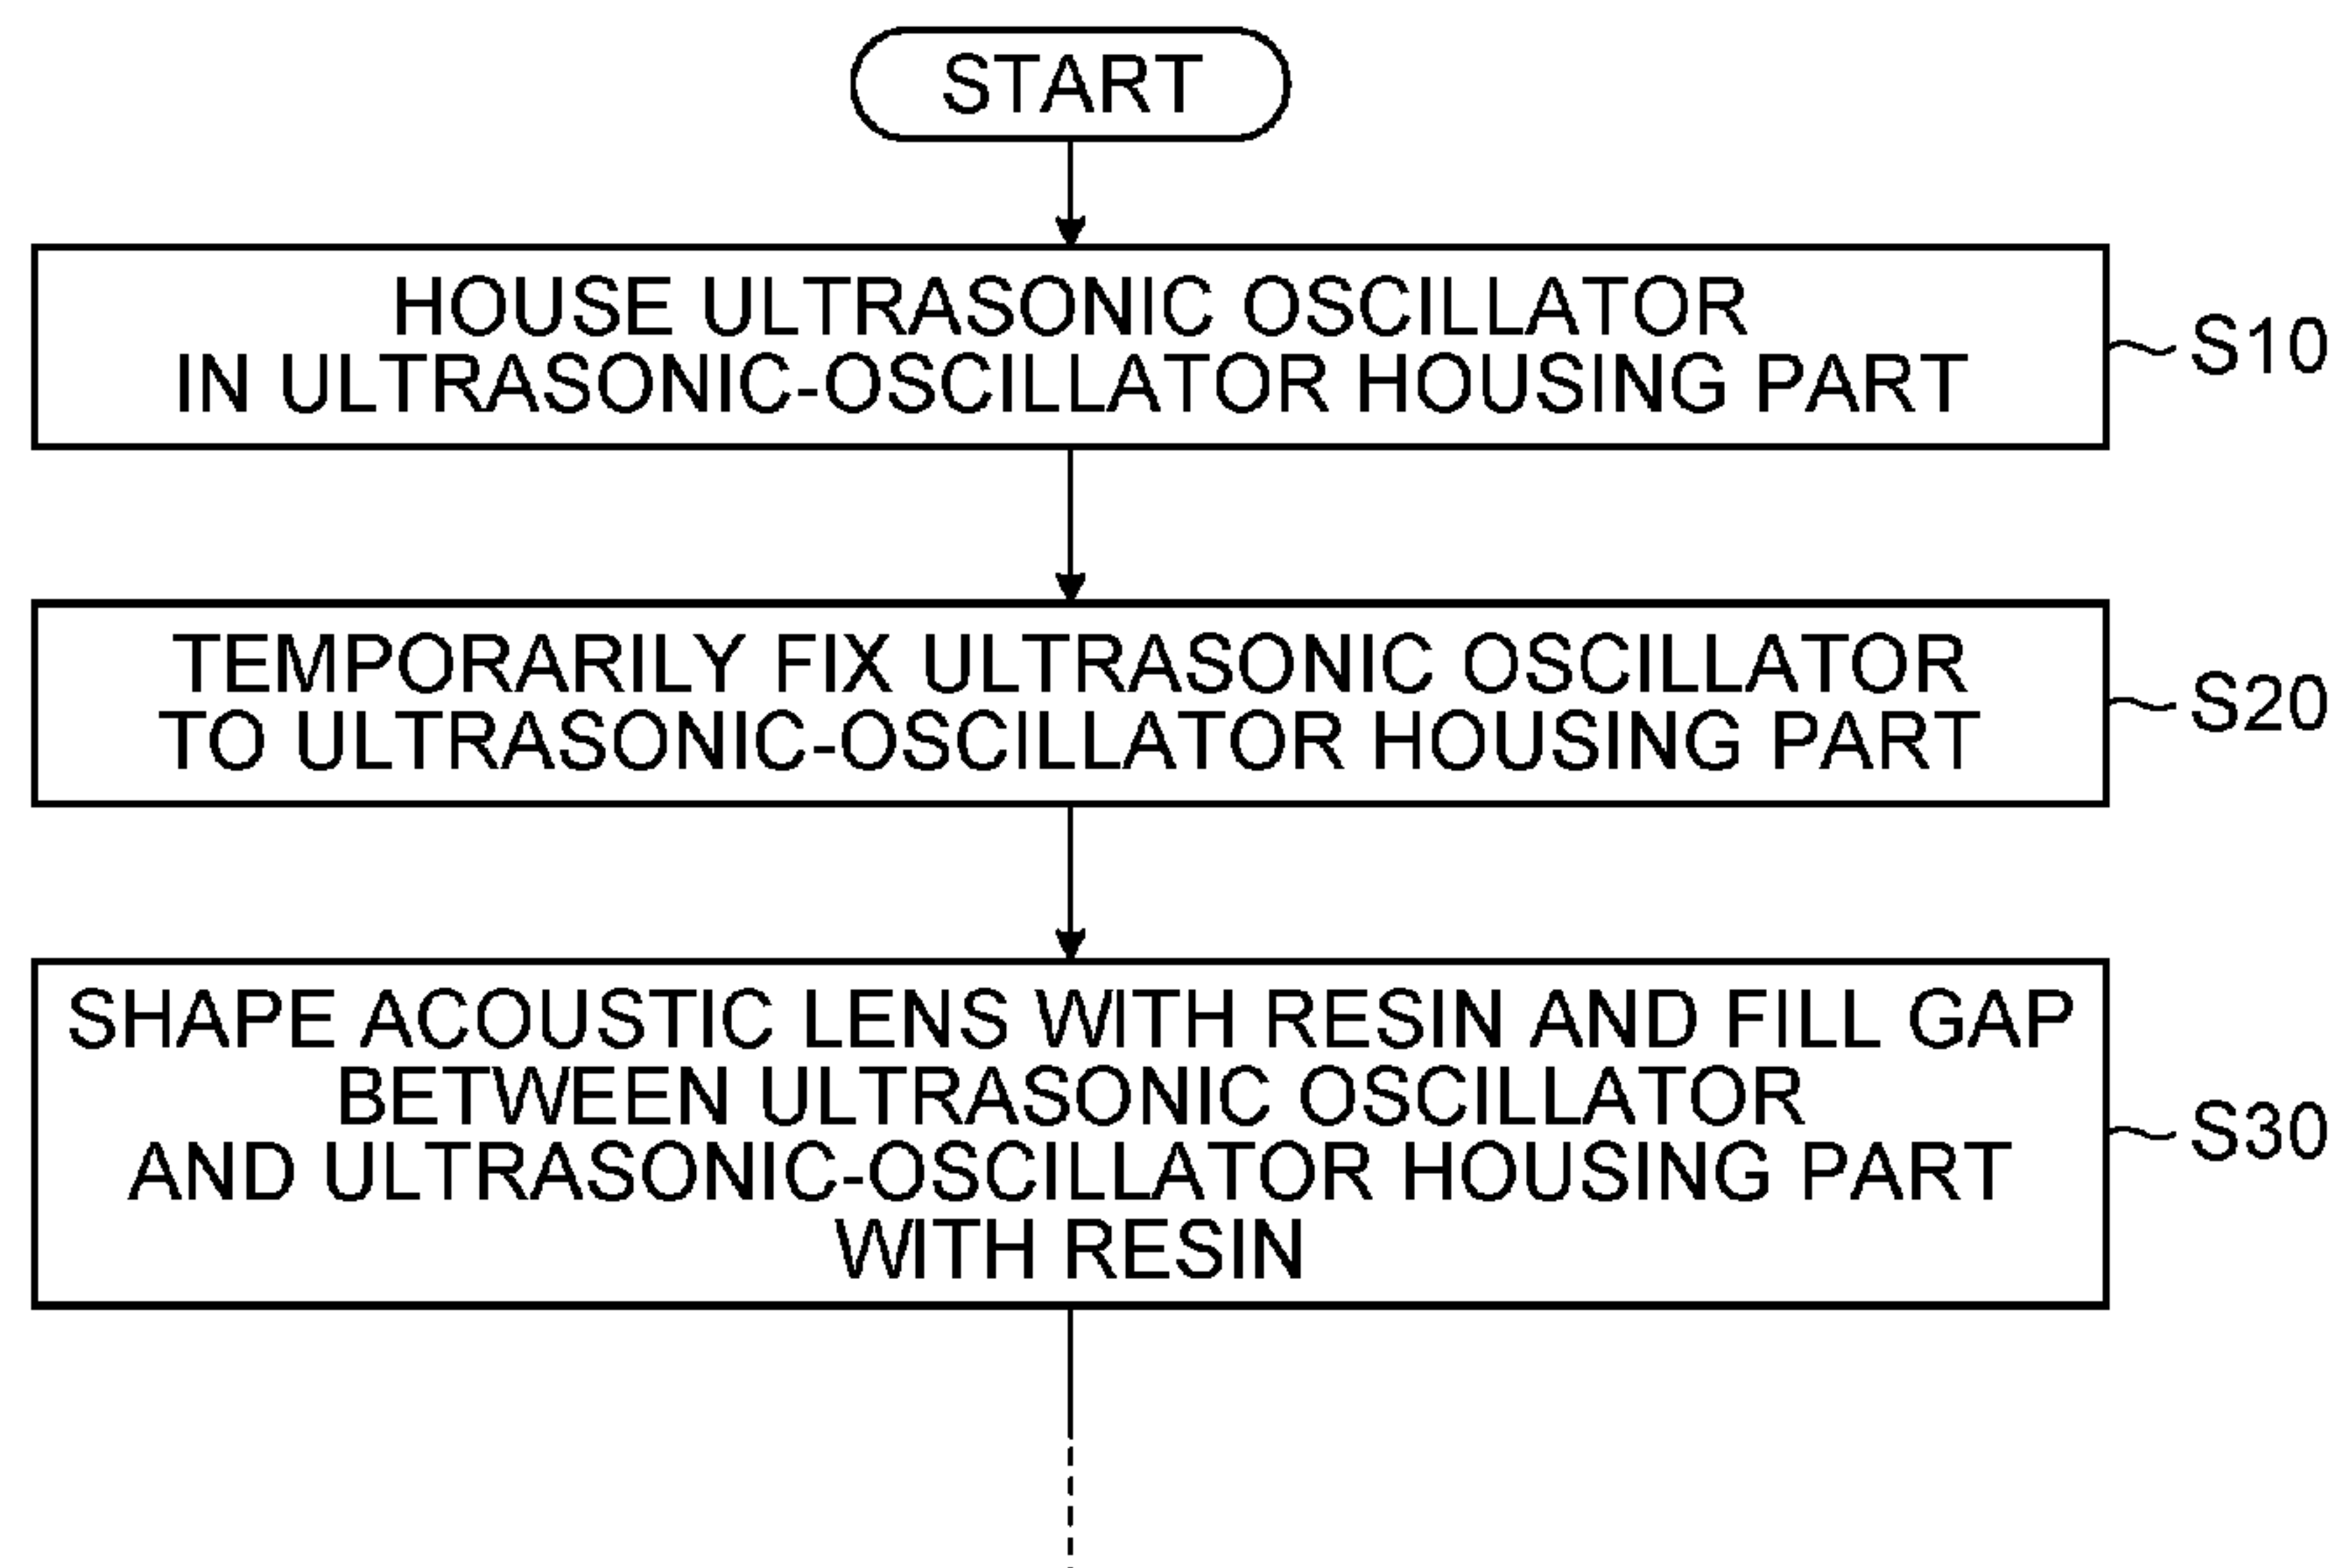 START
HOUSE ULTRASONIC OSCILLATOR
IN ULTRASONIC-OSCILLATOR HOUSING PART
S10
TEMPORARILY FIX ULTRASONIC OSCILLATOR
TO ULTRASONIC-OSCILLATOR HOUSING PART
S20
SHAPE ACOUSTIC LENS WITH RESIN AND FILL GAP
BETWEEN ULTRASONIC OSCILLATOR
AND ULTRASONIC-OSCILLATOR HOUSING PART
WITH RESIN
S30